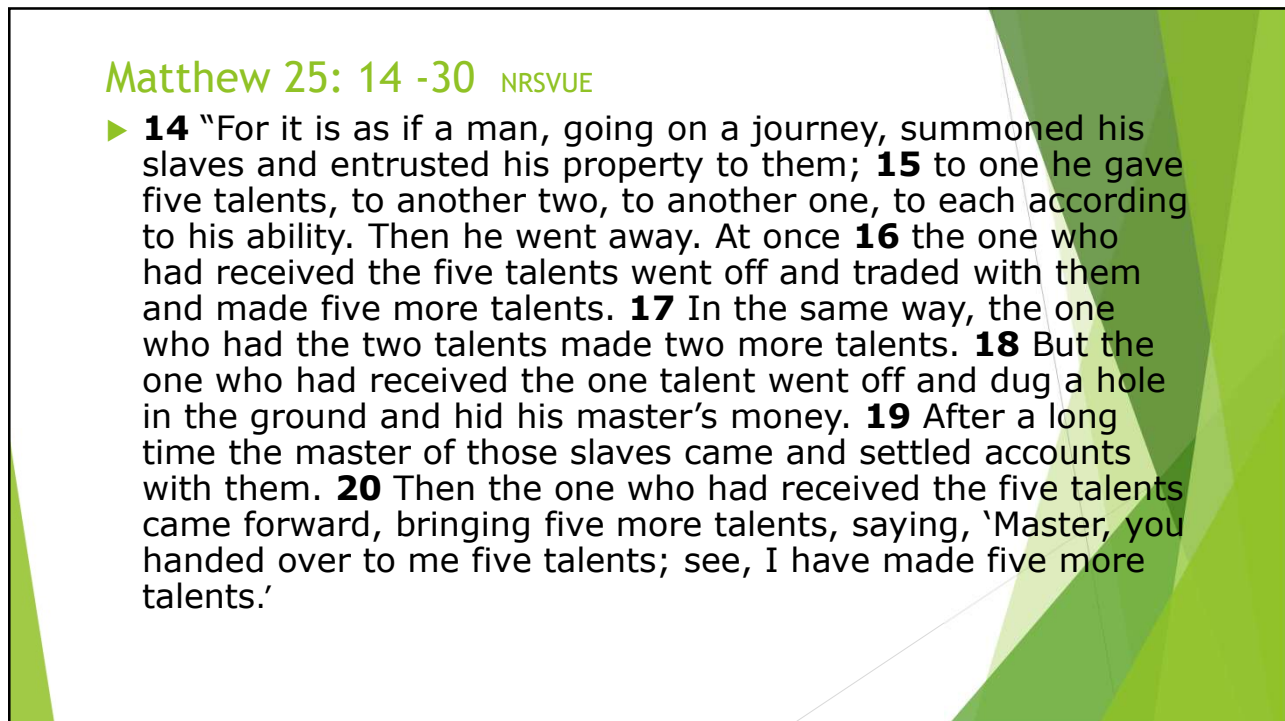 Matthew 25: 14 -30 NRSVUE
▶ 14 “For it is as if a man, going on a journey, summoned his
slaves and entrusted his property to them; 15 to one he gave
five talents, to another two, to another one, to each according
to his ability. Then he went away. At once 16 the one who
had received the five talents went off and traded with them
and made five more talents. 17 In the same way, the one
who had the two talents made two more talents. 18 But the
one who had received the one talent went off and dug a hole
in the ground and hid his master’s money. 19 After a long
time the master of those slaves came and settled accounts
with them. 20 Then the one who had received the five talents
came forward, bringing five more talents, saying, ‘Master, you
handed over to me five talents; see, I have made five more
talents.’